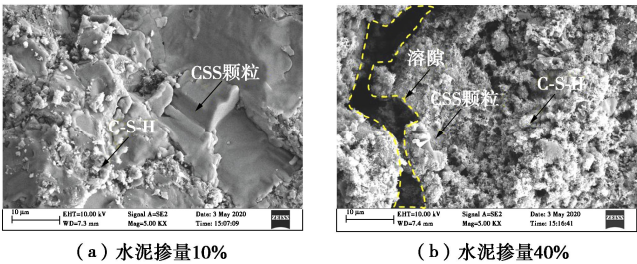 CSS颗粒
C-S-H
10 μm
EHT=10.00 kV
WD=7.3 mm
Signal A=SE2
Mag=5.00 KX
Date: 3 May 2020
Time: 15:07:09
ZEISS
(a) 水泥掺量10%
溶隙
C-S-H
CSS颗粒
10 μm
EHT=10.00 kV
WD=7.4 mm
Signal A=SE2
Mag=5.00 KX
Date: 3 May 2020
Time: 15:16:41
ZEISS
(b) 水泥掺量40%